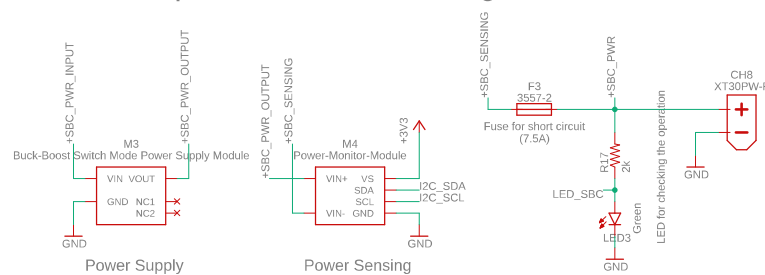 +SBC_PWR_INPUT
+SBC_PWR_OUTPUT
M3
Buck-Boost Switch Mode Power Supply Module
VIN VOUT
GND NC1
NC2
GND
Power Supply
+SBC_PWR_OUTPUT
+SBC_SENSING
M4
Power-Monitor-Module
+3V3
VIN+ VS
SDA
SCL
VIN- GND
I2C_SDA
I2C_SCL
GND
Power Sensing
+SBC_SENSING
F3
3557-2
Fuse for short circuit
(7.5A)
+SBC_PWR
R17
2k
LED_SBC
Green
LED3
GND
LED for checking the operation
CH8
XT30PW-
+
−
GND